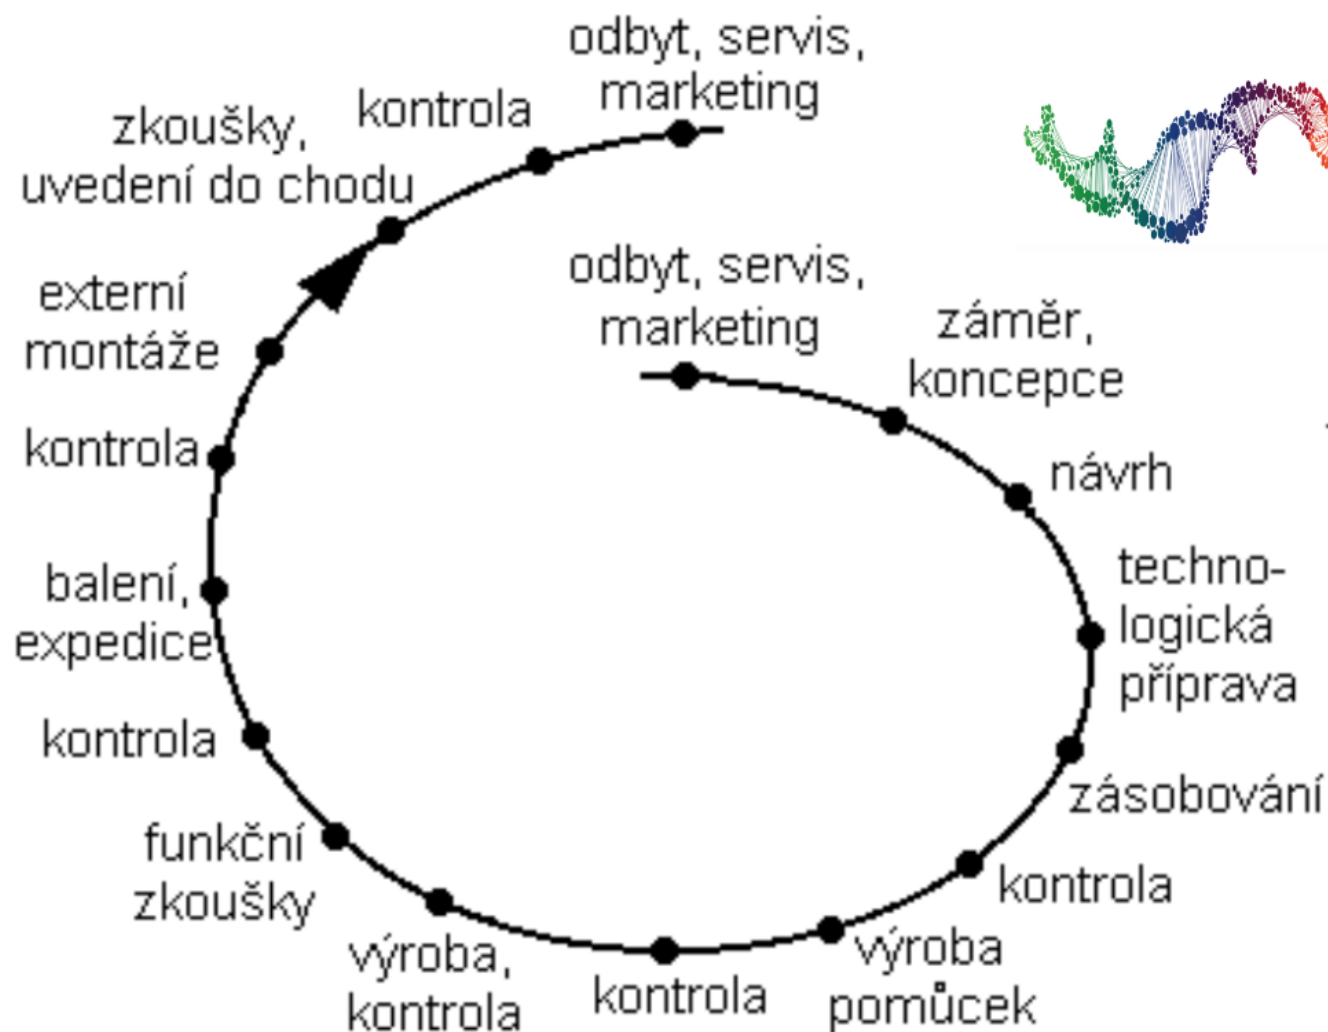 odbyt, servis,
marketing
kontrola
zkoušky,
uvedení do chodu
externí
montáže
kontrola
balení,
expedice
kontrola
funkční
zkoušky
výroba,
kontrola
kontrola
výroba
pomůcek
kontrola
zásobování
techno-
logická
příprava
návrh
záměr,
koncepce
odbyt, servis,
marketing